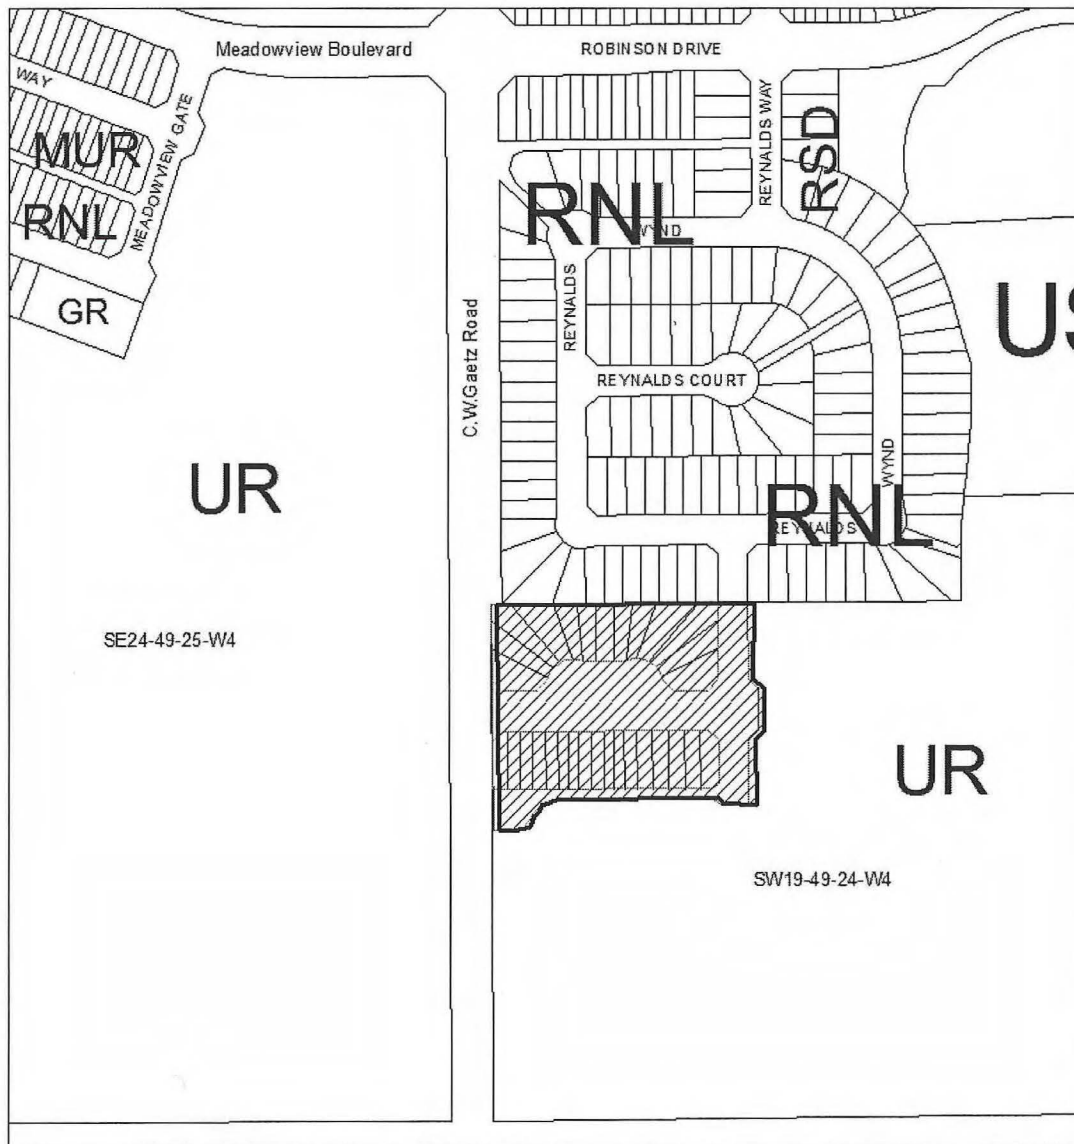 Meadowview Boulevard
ROBINSON DRIVE
WAY
MEADOWVIEW GATE
REYNALDS WAY
MUR
RSD
RNL
RNL
WYND
GR
REYNALDS
C.W.Gaetz Road
US
REYNALDS COURT
WYND
UR
RNL
REYNALDS
SE24-49-25-W4
UR
SW19-49-24-W4